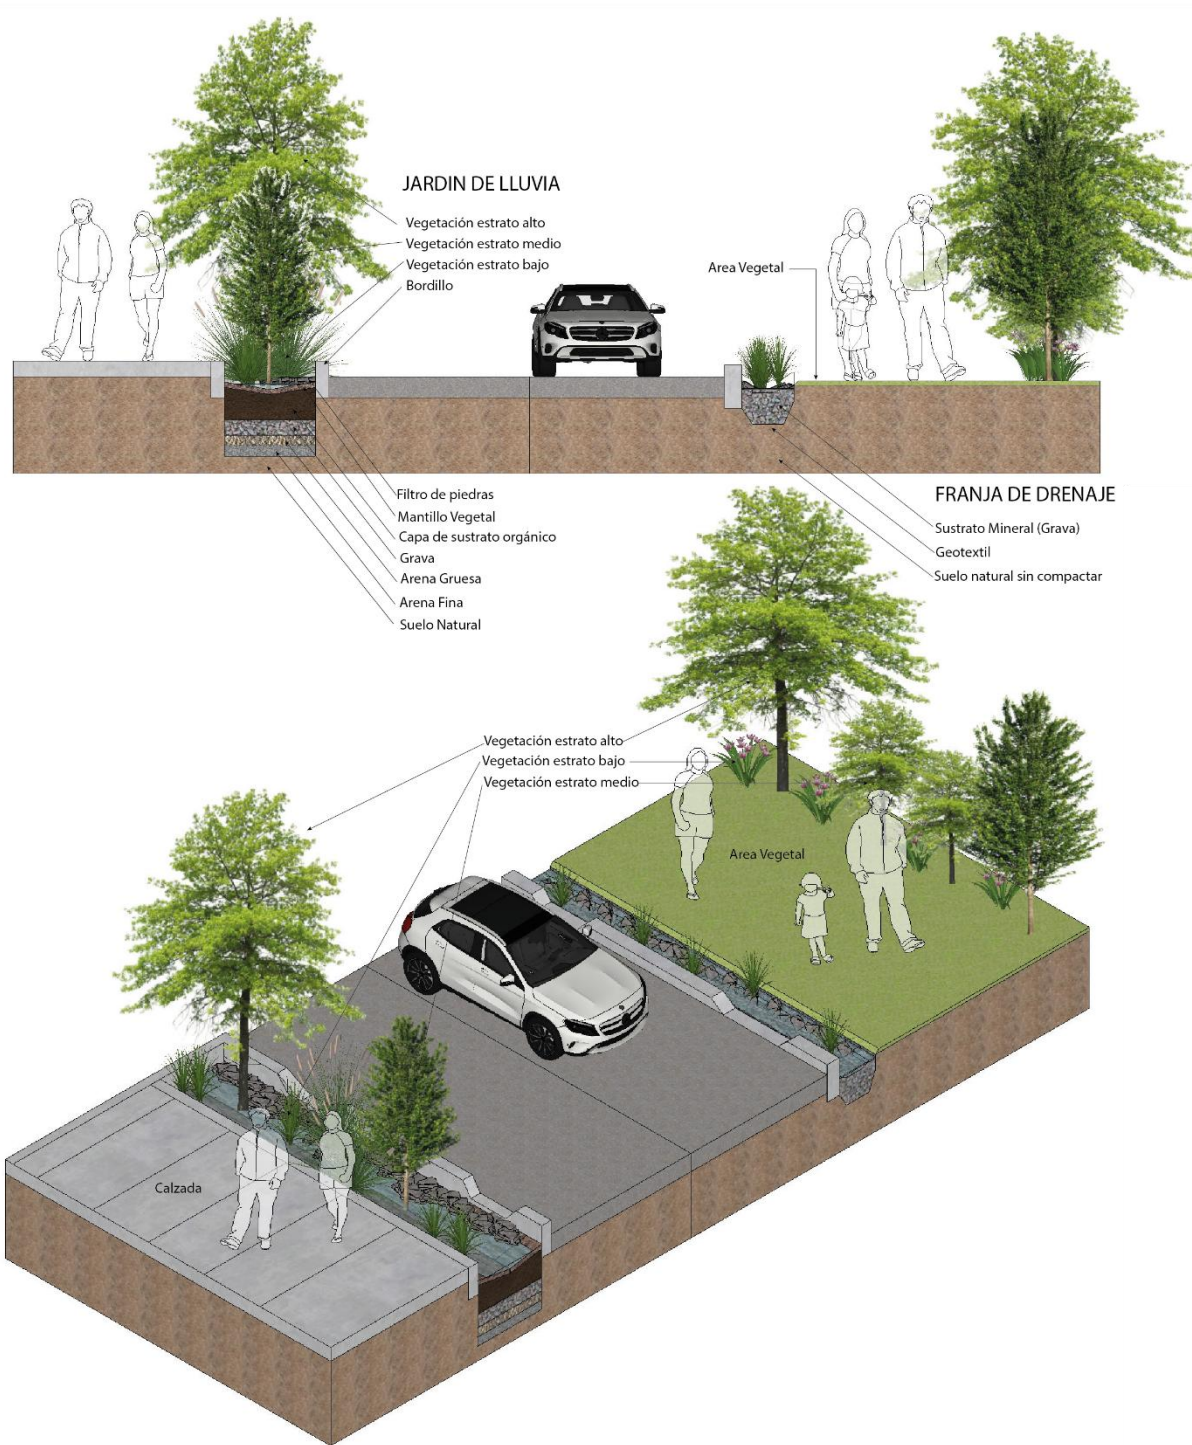 JARDIN DE LLUVIA
Vegetación estrato alto
Vegetación estrato medio
Vegetación estrato bajo
Bordillo
Area Vegetal
Filtro de piedras
Mantillo Vegetal
Capa de sustrato orgánico
Grava
Arena Gruesa
Arena Fina
Suelo Natural
FRANJA DE DRENAJE
Sustrato Mineral (Grava)
Geotextil
Suelo natural sin compactar
Vegetación estrato alto
Vegetación estrato bajo
Vegetación estrato medio
Area Vegetal
Calzada